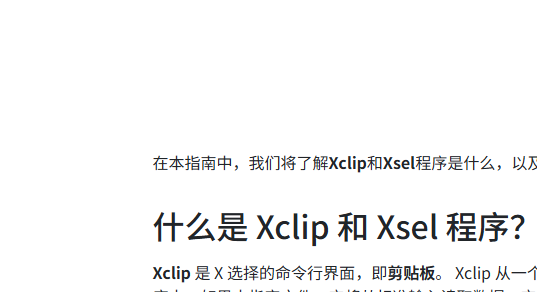 在本指南中，我们将了解Xclip和Xsel程序是什么，以及
什么是 Xclip 和 Xsel 程序？
Xclip 是 X 选择的命令行界面，即剪贴板。 Xclip 从一个